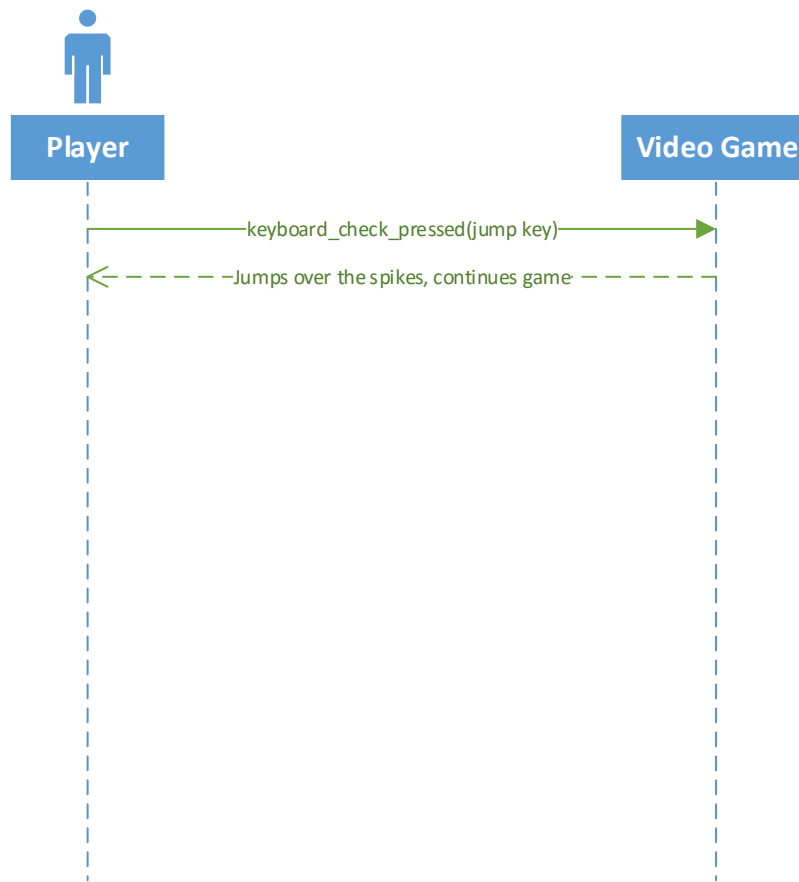 Player
Video Game
keyboard_check_pressed(jump key)
Jumps over the spikes, continues game